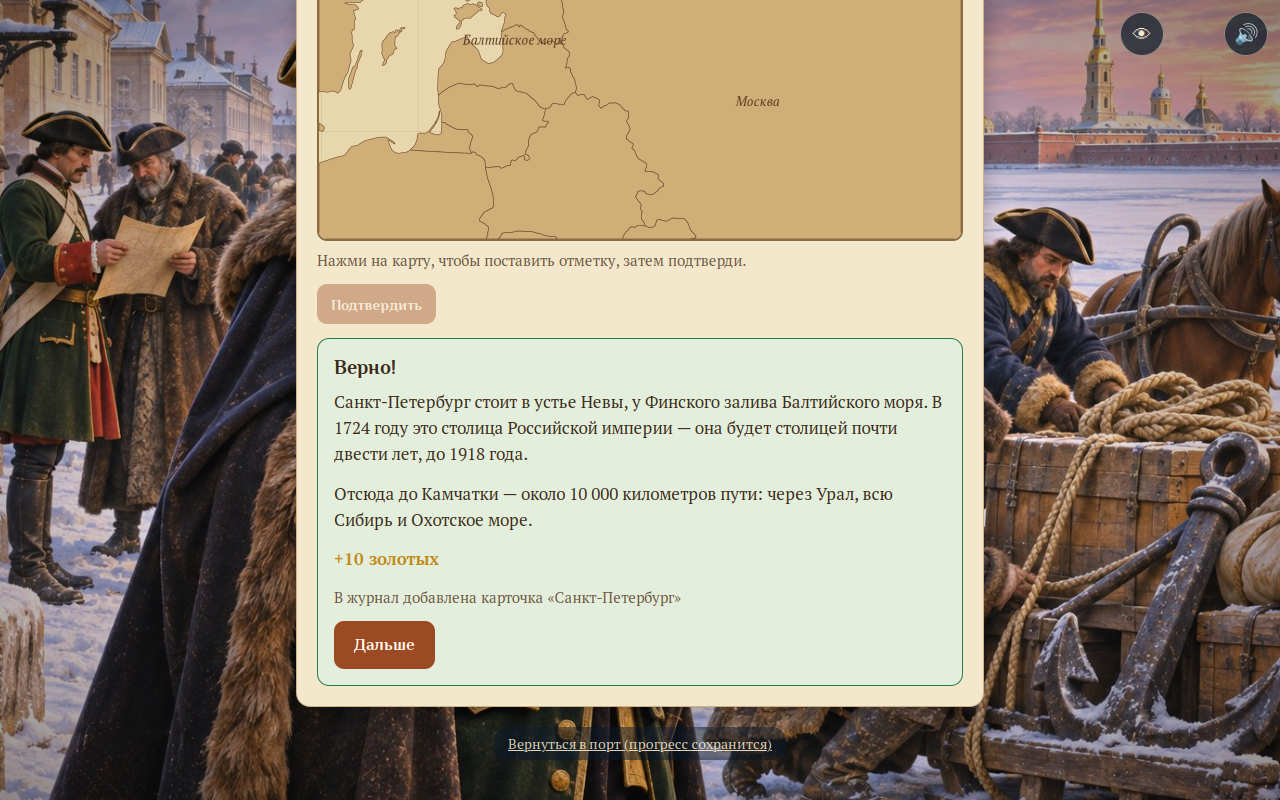 Балтийское море
Москва
Нажми на карту, чтобы поставить отметку, затем подтверди.
Подтвердить
Верно!
Санкт-Петербург стоит в устье Невы, у Финского залива Балтийского моря. В
1724 году это столица Российской империи — она будет столицей почти
двести лет, до 1918 года.
Отсюда до Камчатки — около 10 000 километров пути: через Урал, всю
Сибирь и Охотское море.
+10 золотых
В журнал добавлена карточка «Санкт-Петербург»
Дальше
Вернуться в порт (прогресс сохранится)